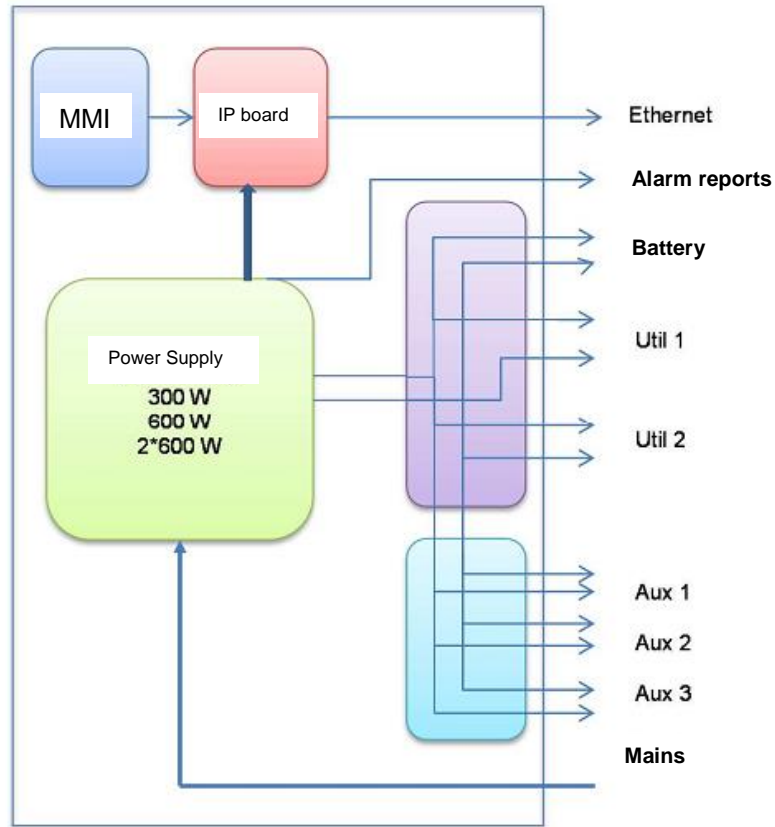 MMI
IP board
Ethernet
Alarm reports
Battery
Power Supply
300 W
600 W
2*600 W
Util 1
Util 2
Aux 1
Aux 2
Aux 3
Mains